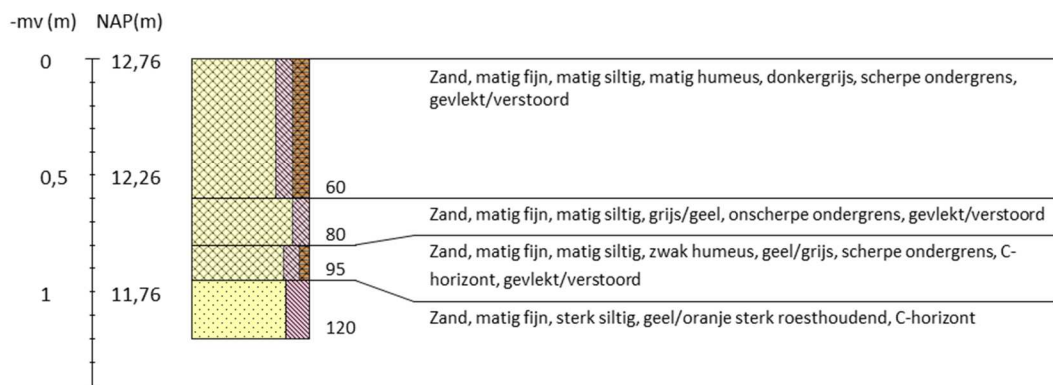 -mv (m) NAP(m)
0 12,76
Zand, matig fijn, matig siltig, matig humeus, donkergrijs, scherpe ondergrens,
gevlekt/verstoord
0,5 12,26
60
Zand, matig fijn, matig siltig, grijs/geel, onscherpe ondergrens, gevlekt/verstoord
80
Zand, matig fijn, matig siltig, zwak humeus, geel/grijs, scherpe ondergrens, C-
horizont, gevlekt/verstoord
95
1 11,76
Zand, matig fijn, sterk siltig, geel/oranje sterk roesthoudend, C-horizont
120